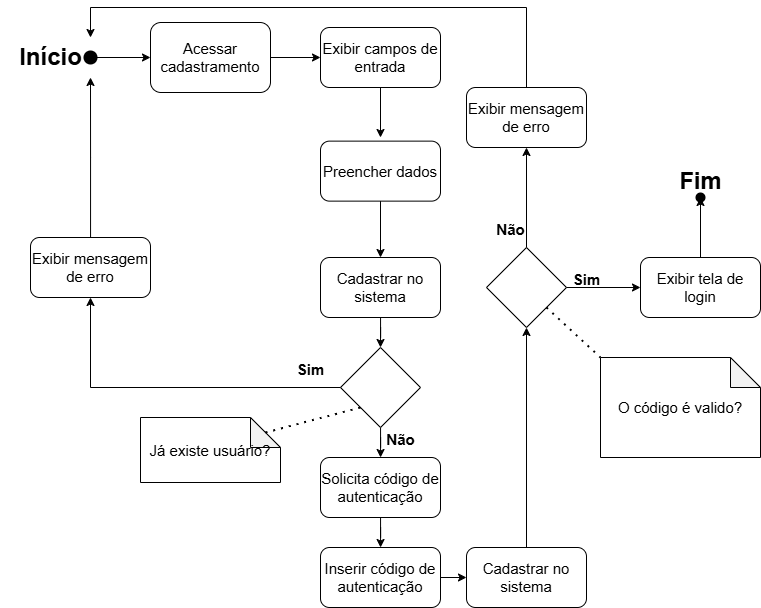 Início
Acessar
cadastramento
Exibir campos de
entrada
Preencher dados
Cadastrar no
sistema
Sim
Exibir mensagem
de erro
Já existe usuário?
Não
Solicita código de
autenticação
Inserir código de
autenticação
Cadastrar no
sistema
O código é valido?
Não
Exibir mensagem
de erro
Sim
Exibir tela de
login
Fim